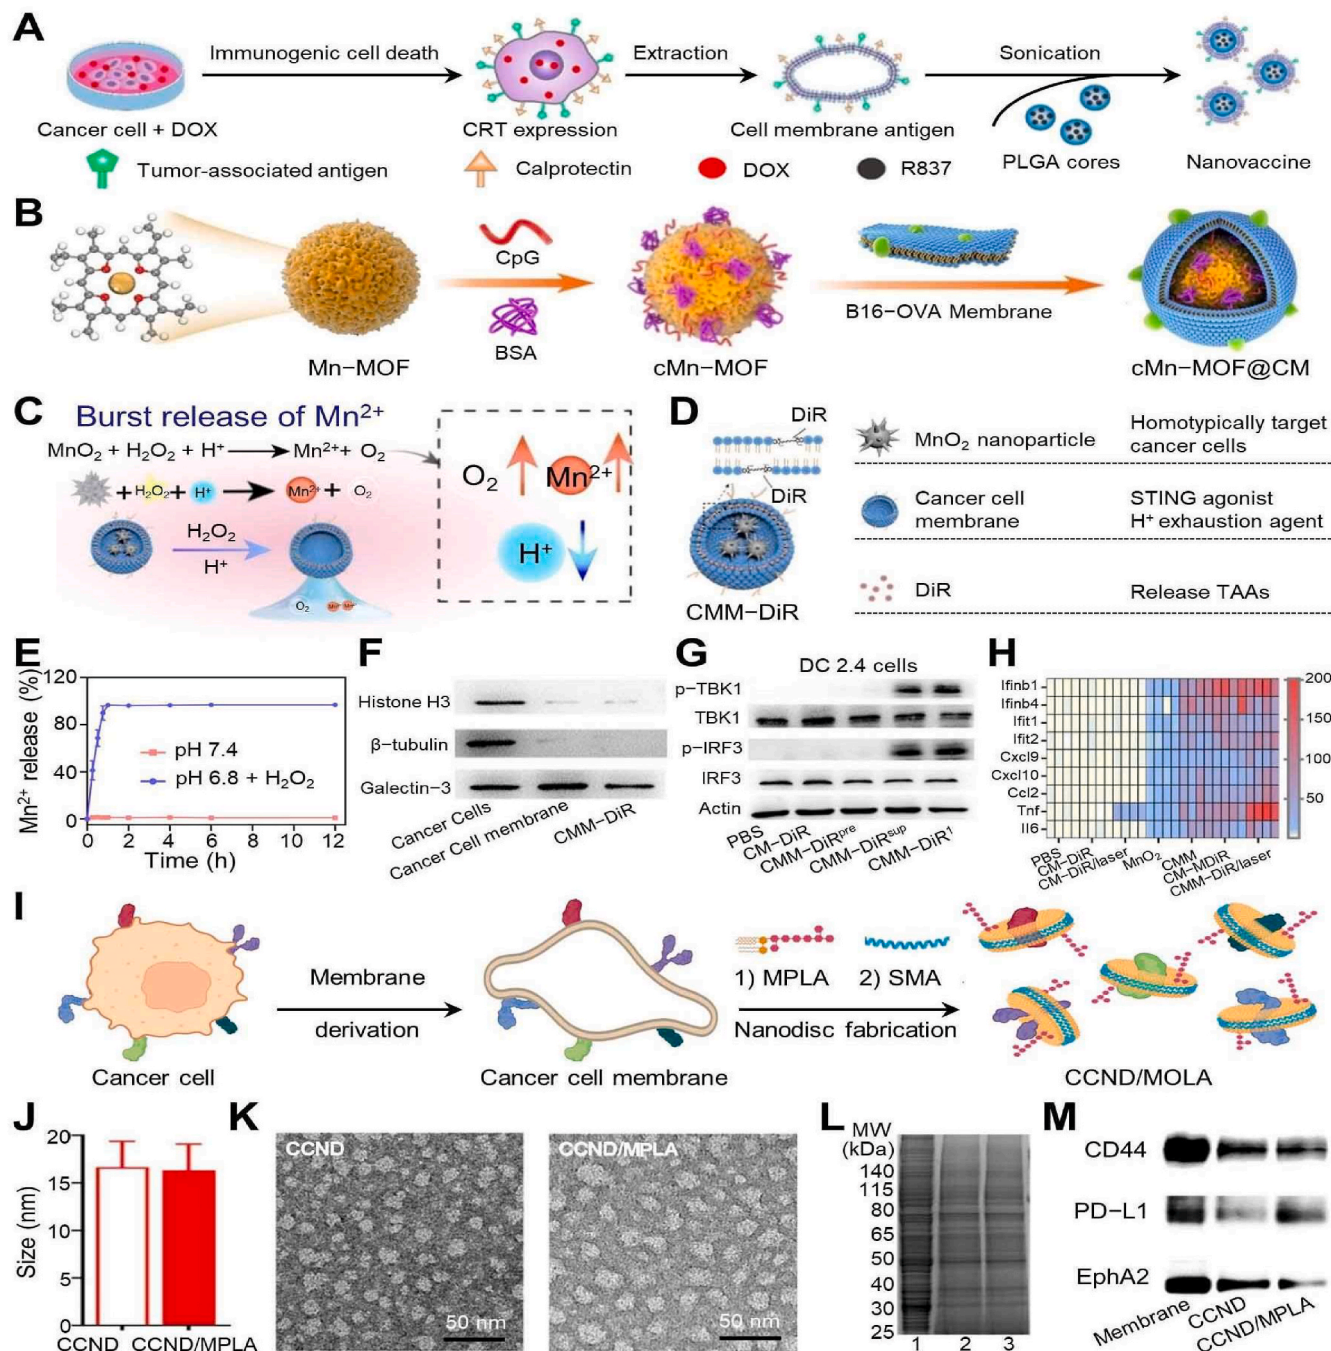 A
Immunogenic cell death
Extraction
Sonication
Cancer cell + DOX
CRT expression
Cell membrane antigen
PLGA cores
Nanovaccine
Tumor-associated antigen
Calprotectin
DOX
R837
B
CpG
BSA
B16-OVA Membrane
Mn-MOF
cMn-MOF
cMn-MOF@CM
C
Burst release of Mn²⁺
MnO₂ + H₂O₂ + H⁺ → Mn²⁺ + O₂
+ H₂O₂ + H⁺ → Mn²⁺ + O₂
H₂O₂
H⁺
O₂
Mn²⁺
O₂ Mn²⁺
H⁺
D
DiR
DiR
CMM-DiR
MnO₂ nanoparticle
Homotypically target
cancer cells
Cancer cell
membrane
STING agonist
H⁺ exhaustion agent
DiR
Release TAAs
E
Mn²⁺ release (%)
120
80
40
0
pH 7.4
pH 6.8 + H₂O₂
0 2 4 6 8 10 12
Time (h)
F
Histone H3
β-tubulin
Galectin-3
Cancer Cells
Cancer Cell membrane
CMM-DiR
G
DC 2.4 cells
p-TBK1
TBK1
p-IRF3
IRF3
Actin
PBS
CM-DiR
CMM-DiRᵖʳᵉ
CMM-DiRˢᵘᵖ
CMM-DiR¹
H
Ifinb1
Ifinb4
Ifit1
Ifit2
Cxcl9
Cxcl10
Ccl2
Tnf
Il6
200
150
100
50
PBS
CM-DiR
CM-DiR/laser
MnO₂
CMM
CM-MDiR
CMM-DiR/laser
I
Membrane
derivation
1) MPLA 2) SMA
Nanodisc fabrication
Cancer cell
Cancer cell membrane
CCND/MOLA
J
Size (nm)
20
15
10
5
0
CCND CCND/MPLA
K
CCND
50 nm
CCND/MPLA
50 nm
L
MW
(kDa)
140
115
80
65
50
40
30
25
1 2 3
M
CD44
PD-L1
EphA2
Membrane
CCND
CCND/MPLA